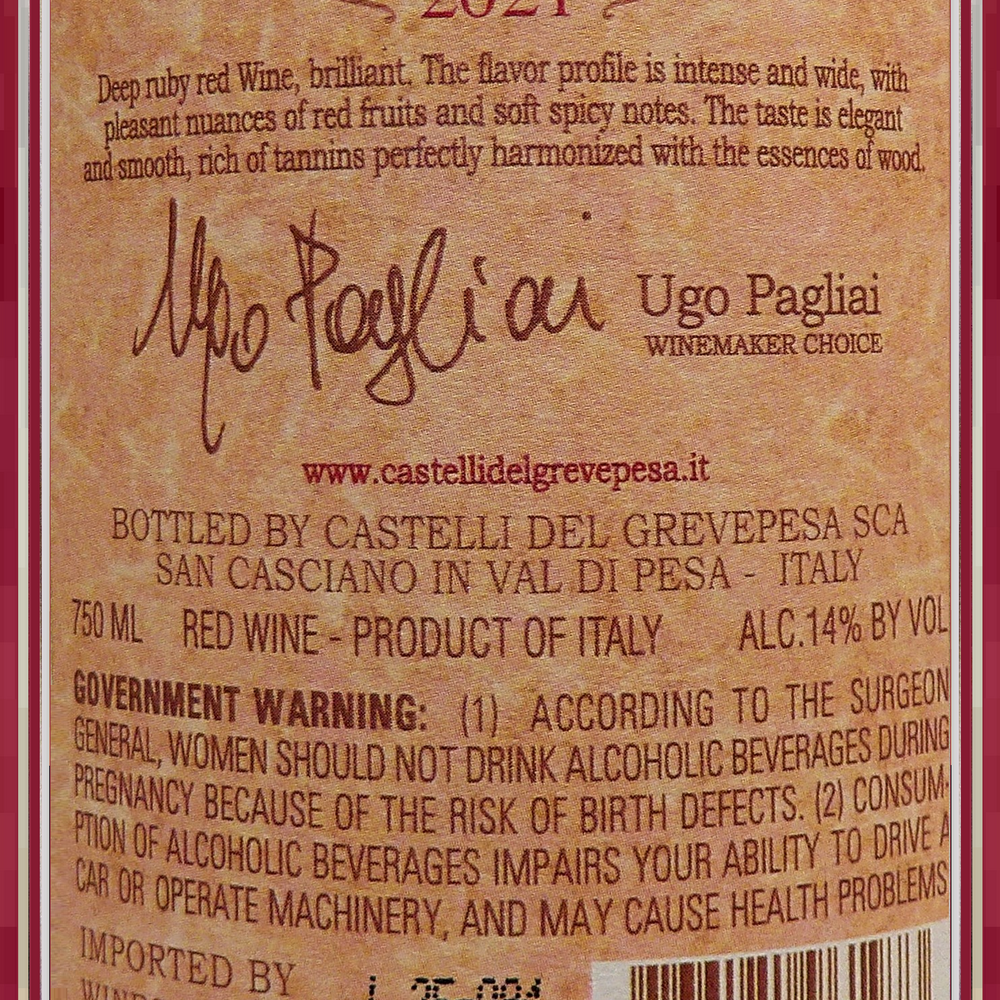 2021
Deep ruby red Wine, brilliant. The flavor profile is intense and wide, with
pleasant nuances of red fruits and soft spicy notes. The taste is elegant
and smooth, rich of tannins perfectly harmonized with the essences of wood.
Ugo Pagliai
Ugo Pagliai
WINEMAKER CHOICE
www.castellidelgrevepesa.it
BOTTLED BY CASTELLI DEL GREVEPESA SCA
SAN CASCIANO IN VAL DI PESA - ITALY
750 ML RED WINE - PRODUCT OF ITALY ALC.14% BY VOL
GOVERNMENT WARNING: (1) ACCORDING TO THE SURGEON
GENERAL, WOMEN SHOULD NOT DRINK ALCOHOLIC BEVERAGES DURING
PREGNANCY BECAUSE OF THE RISK OF BIRTH DEFECTS. (2) CONSUM-
PTION OF ALCOHOLIC BEVERAGES IMPAIRS YOUR ABILITY TO DRIVE A
CAR OR OPERATE MACHINERY, AND MAY CAUSE HEALTH PROBLEMS
IMPORTED BY